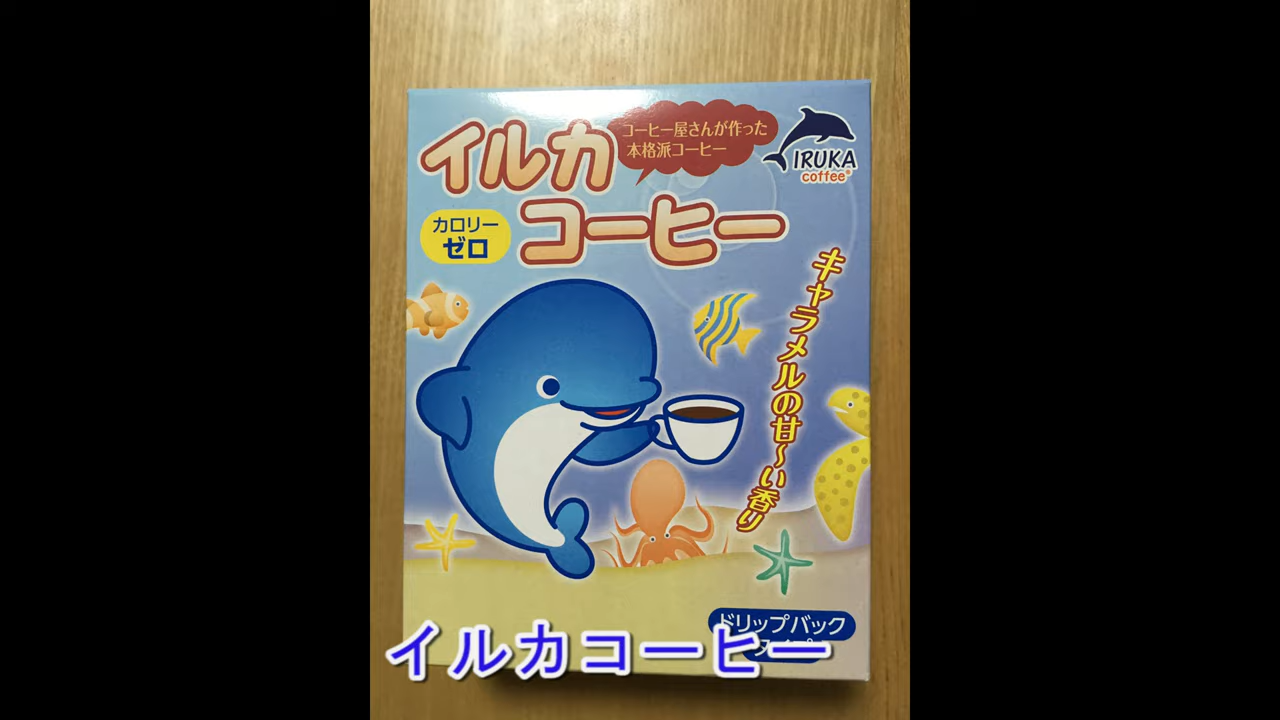 イルカ
コーヒー
コーヒー屋さんが作った
本格派コーヒー
IRUKA
coffee®
カロリー
ゼロ
キャラメルの甘〜い香り
ドリップバック
イルカコーヒー